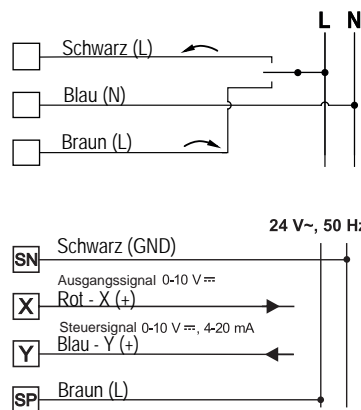 L N
Schwarz (L)
Blau (N)
Braun (L)
24 V~, 50 Hz
SN Schwarz (GND)
Ausgangssignal 0-10 V⎓
X Rot - X (+)
Steuersignal 0-10 V⎓, 4-20 mA
Y Blau - Y (+)
SP Braun (L)